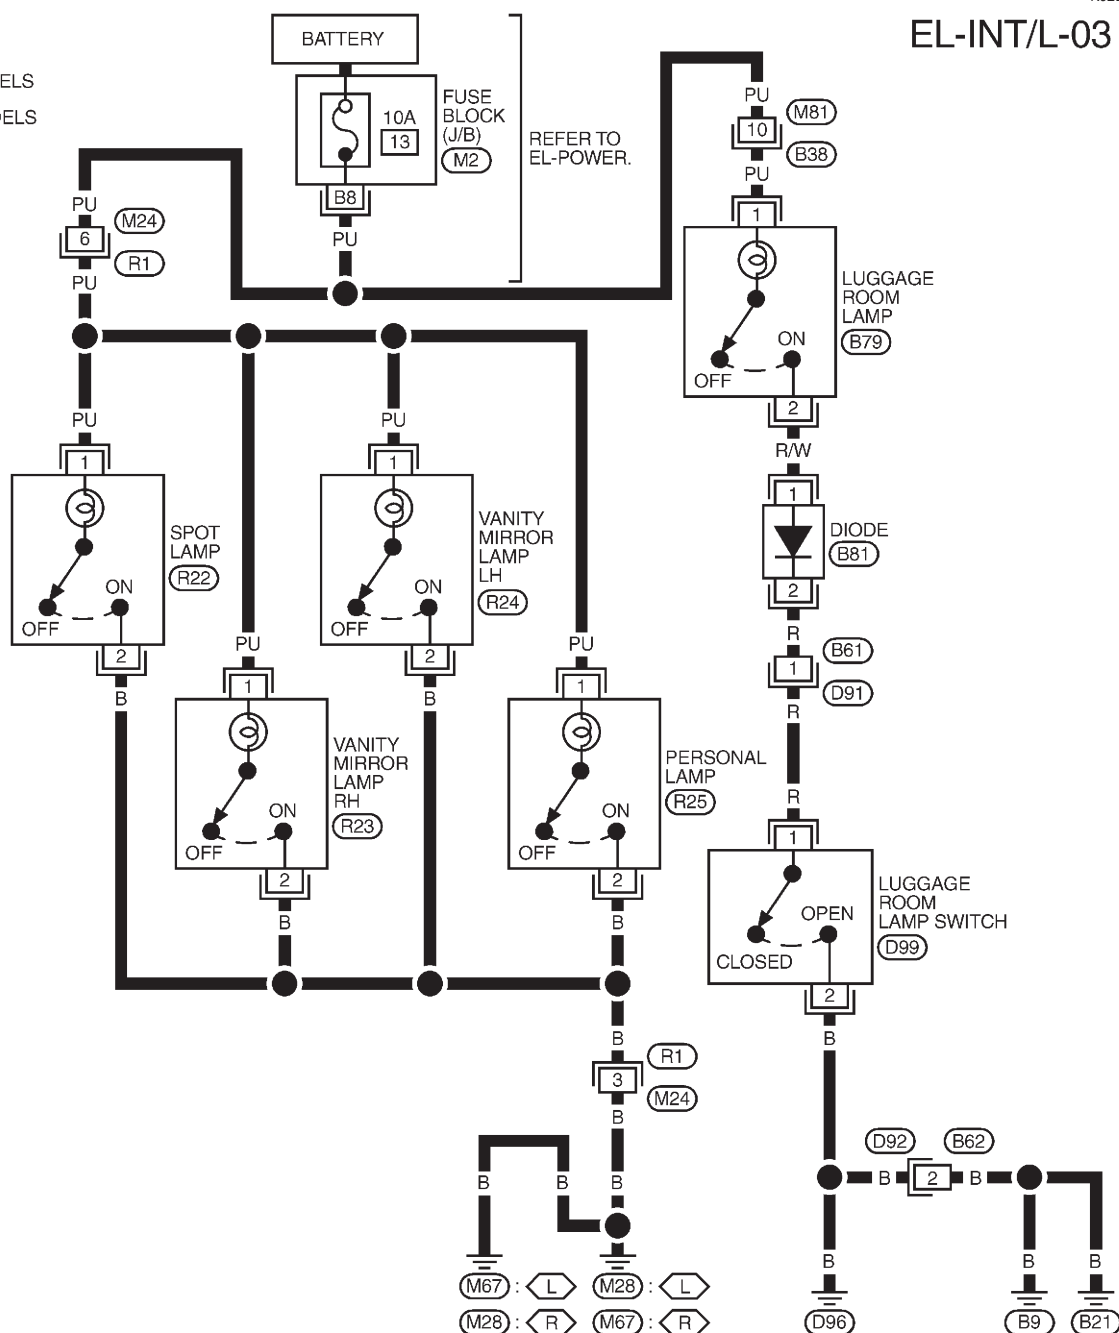 EL-INT/L-03
BATTERY
ELS
ELS
10A
13
FUSE
BLOCK
(J/B)
M2
REFER TO
EL-POWER.
B8
PU
PU
6
M24
R1
PU
PU
10
M81
B38
PU
1
LUGGAGE
ROOM
LAMP
B79
ON
OFF
2
R/W
1
DIODE
B81
2
R
1
B61
D91
R
R
1
LUGGAGE
ROOM
LAMP SWITCH
D99
OPEN
CLOSED
2
B
PU
1
SPOT
LAMP
R22
ON
OFF
2
B
PU
1
VANITY
MIRROR
LAMP
LH
R24
ON
OFF
2
B
PU
1
VANITY
MIRROR
LAMP
RH
R23
ON
OFF
2
B
PU
1
PERSONAL
LAMP
R25
ON
OFF
2
B
B
3
R1
M24
B
B
B
B
M67 : L
M28 : L
M28 : R
M67 : R
D92
B62
B
2
B
B
B
B
D96
B9
B21